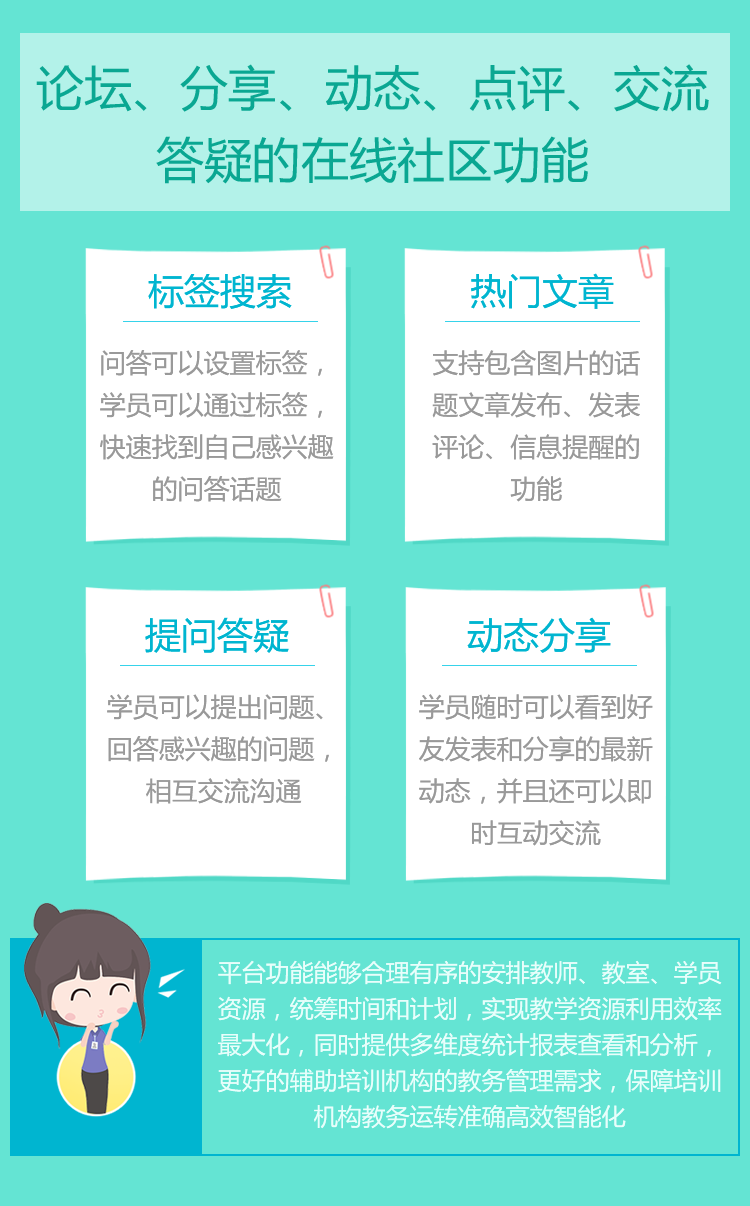 论坛、分享、动态、点评、交流
答疑的在线社区功能
标签搜索
问答可以设置标签，
学员可以通过标签，
快速找到自己感兴趣
的问答话题
热门文章
支持包含图片的话
题文章发布、发表
评论、信息提醒的
功能
提问答疑
学员可以提出问题、
回答感兴趣的问题，
相互交流沟通
动态分享
学员随时可以看到好
友发表和分享的最新
动态，并且还可以即
时互动交流
平台功能能够合理有序的安排教师、教室、学员
资源，统筹时间和计划，实现教学资源利用效率
最大化，同时提供多维度统计报表查看和分析，
更好的辅助培训机构的教务管理需求，保障培训
机构教务运转准确高效智能化